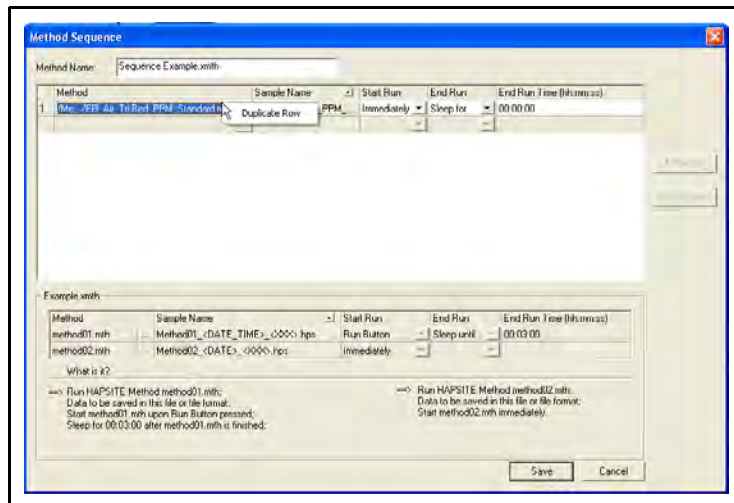 Method Sequence
Method Name: Sequence Example.xmth
Method Sample Name Start Run End Run End Run Time (hh:mm:ss)
1 Duplicate Row _PPM_ Immediately Sleep for 00:00:00
Example.xmth
Method Sample Name Start Run End Run End Run Time (hh:mm:ss)
method01.mth ... Method01_<DATE_TIME>_<XXX>.hps Run Button Sleep until 00:03:00
method02.mth Method02_<DATE>_<XXX>.hps Immediately
What is it?
==> Run HAPSITE Method method01.mth;
Data to be saved in this file or file format;
Start method01.mth upon Run Button pressed;
Sleep for 00:03:00 after method01.mth is finished;
==> Run HAPSITE Method method02.mth;
Data to be saved in this file or file format;
Start method02.mth immediately.
Save Cancel